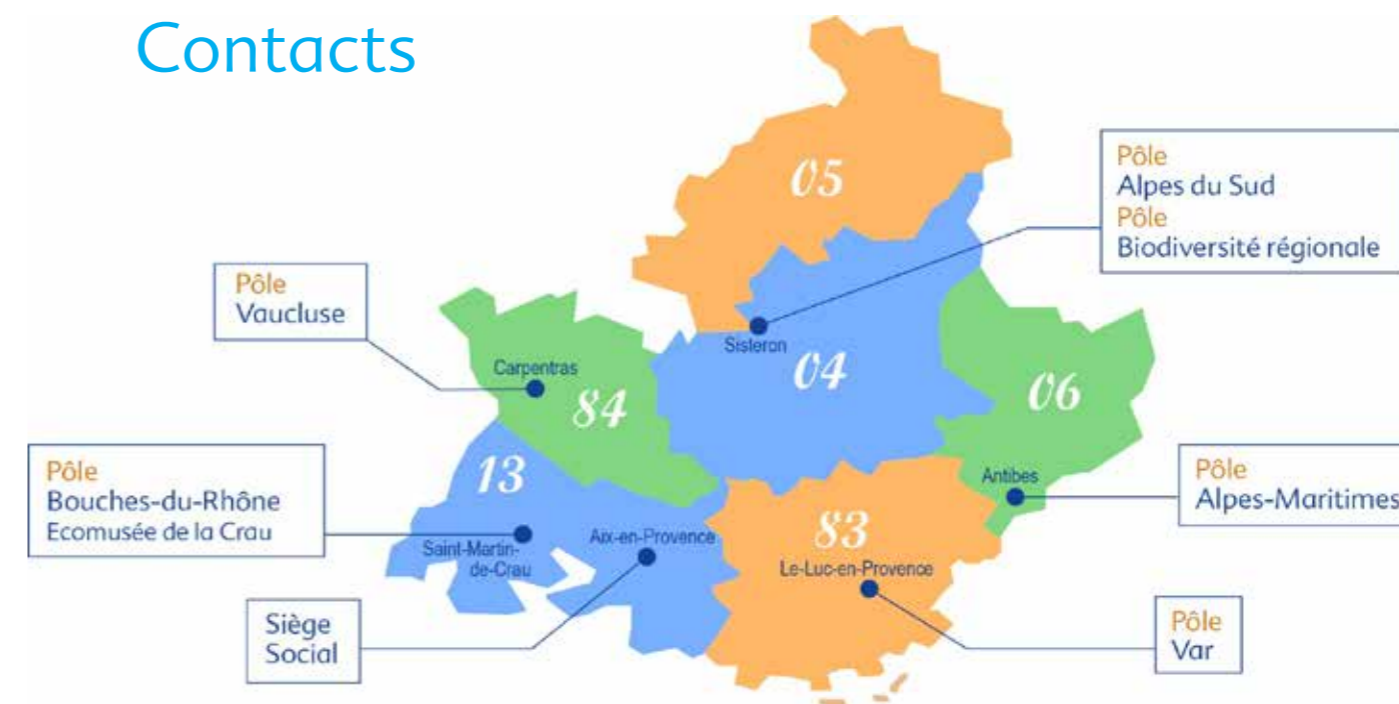 Contacts
05
Pôle
Alpes du Sud
Pôle
Biodiversité régionale
Pôle
Vaucluse
Sisteron
Carpentras
04
06
84
Pôle
Bouches-du-Rhône
Ecomusée de la Crau
13
Antibes
Pôle
Alpes-Maritimes
Saint-Martin-
de-Crau
Aix-en-Provence
83
Le-Luc-en-Provence
Siège
Social
Pôle
Var